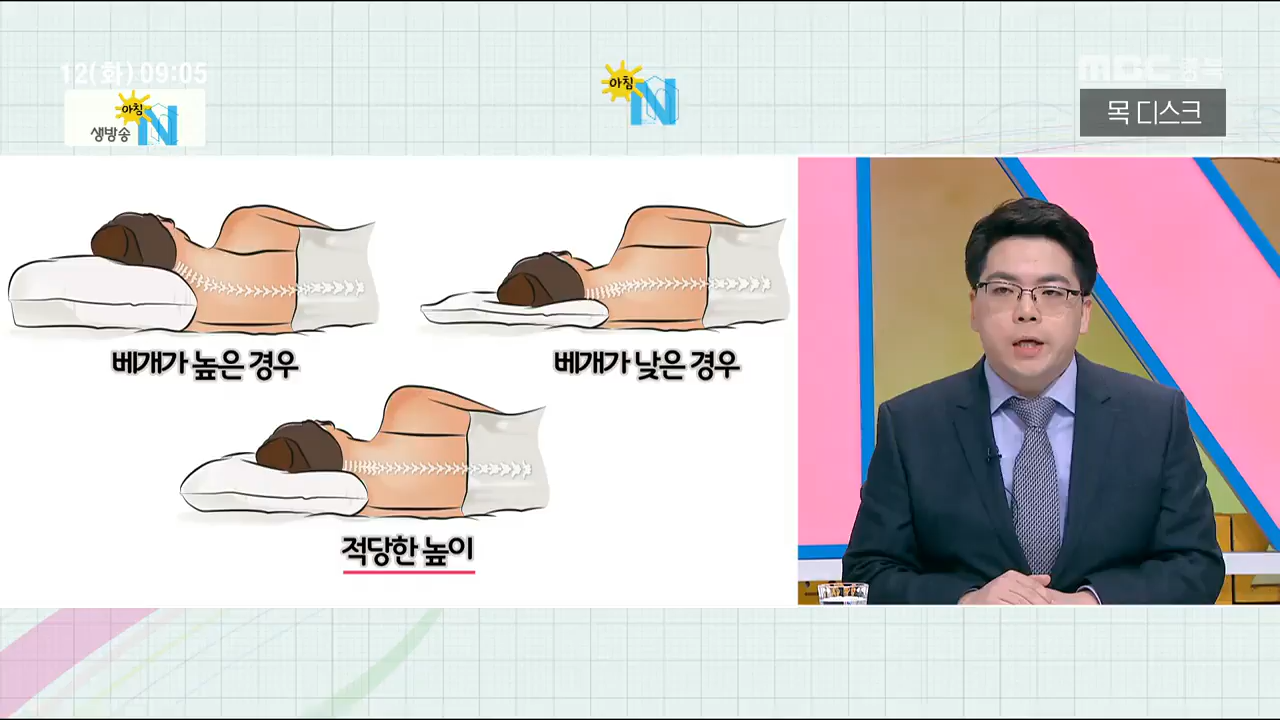 12(화) 09:05
아침
생방송 N
아침 N
MBC 충북
목 디스크
베개가 높은 경우
베개가 낮은 경우
적당한 높이